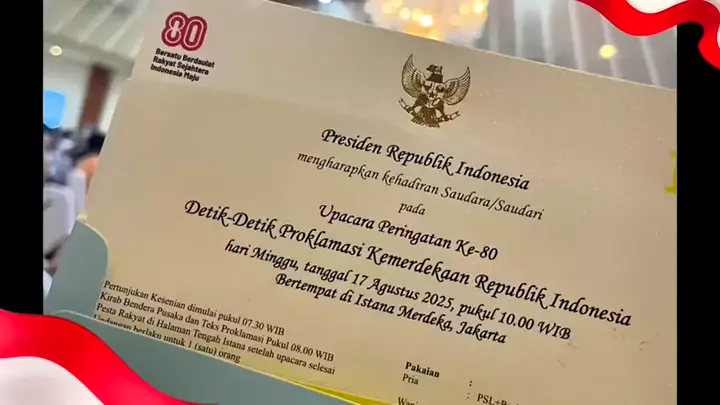 80
Bersatu Berdaulat
Rakyat Sejahtera
Indonesia Maju
Presiden Republik Indonesia
mengharapkan kehadiran Saudara/Saudari
pada
Upacara Peringatan Ke-80
Detik-Detik Proklamasi Kemerdekaan Republik Indonesia
hari Minggu, tanggal 17 Agustus 2025, pukul 10.00 WIB
Bertempat di Istana Merdeka, Jakarta
Pertunjukan Kesenian dimulai pukul 07.30 WIB
Kirab Bendera Pusaka dan Teks Proklamasi Pukul 08.00 WIB
Pesta Rakyat di Halaman Tengah Istana setelah upacara selesai
Undangan berlaku untuk 1 (satu) orang
Pakaian :
Pria : PSL+